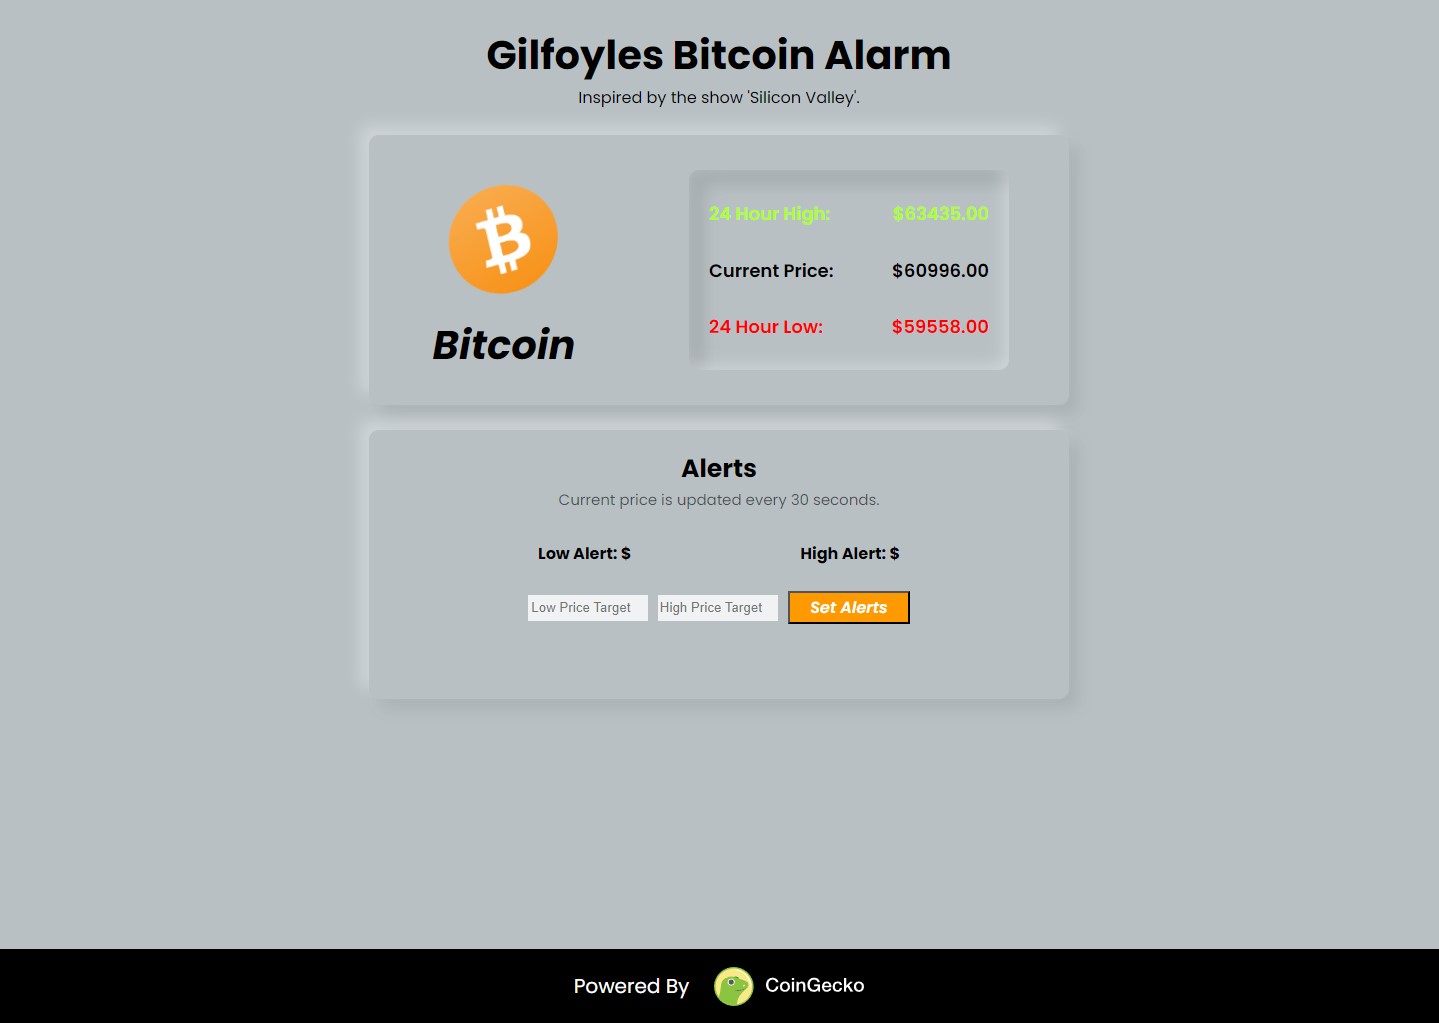 Gilfoyles Bitcoin Alarm
Inspired by the show 'Silicon Valley'.
Bitcoin
24 Hour High: $63435.00
Current Price: $60996.00
24 Hour Low: $59558.00
Alerts
Current price is updated every 30 seconds.
Low Alert: $ High Alert: $
Low Price Target High Price Target Set Alerts
Powered By CoinGecko